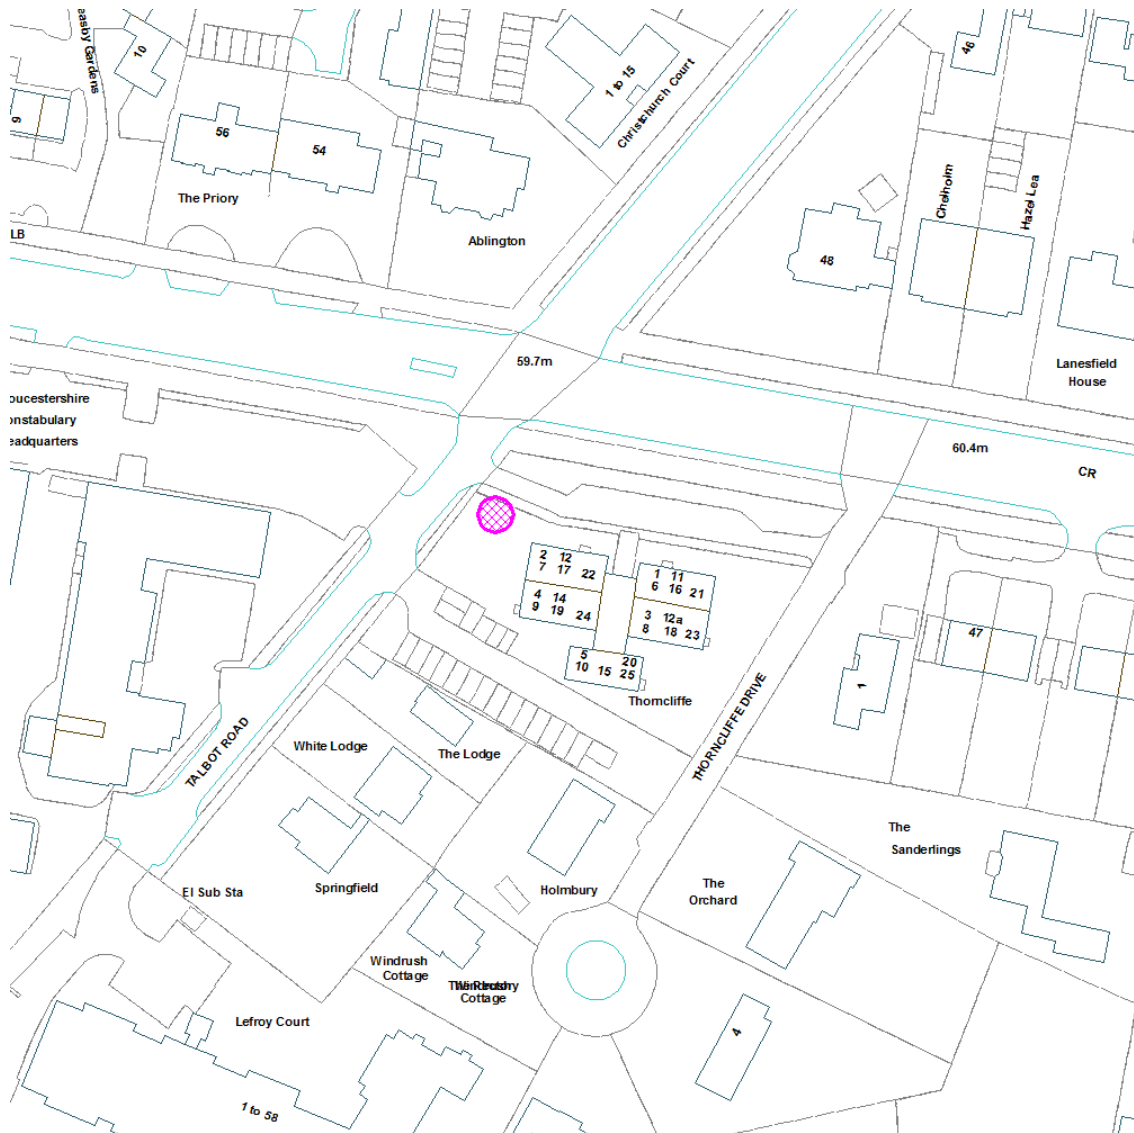 easby Gardens
10
9
56
54
The Priory
LB
Ablington
1 to 15
Christchurch Court
46
Chelholm
Hazel Lea
48
59.7m
Lanesfield
House
60.4m
CR
oucestershire
onstabulary
eadquarters
2 12
7 17 22
4 14
9 19 24
1 11
6 16 21
3 12a
8 18 23
5 20
10 15 25
Thorncliffe
47
1
THORNCLIFFE DRIVE
TALBOT ROAD
White Lodge
The Lodge
Springfield
El Sub Sta
Holmbury
The
Orchard
The
Sanderlings
Windrush
Cottage
Cottage
Lefroy Court
1 to 58
4